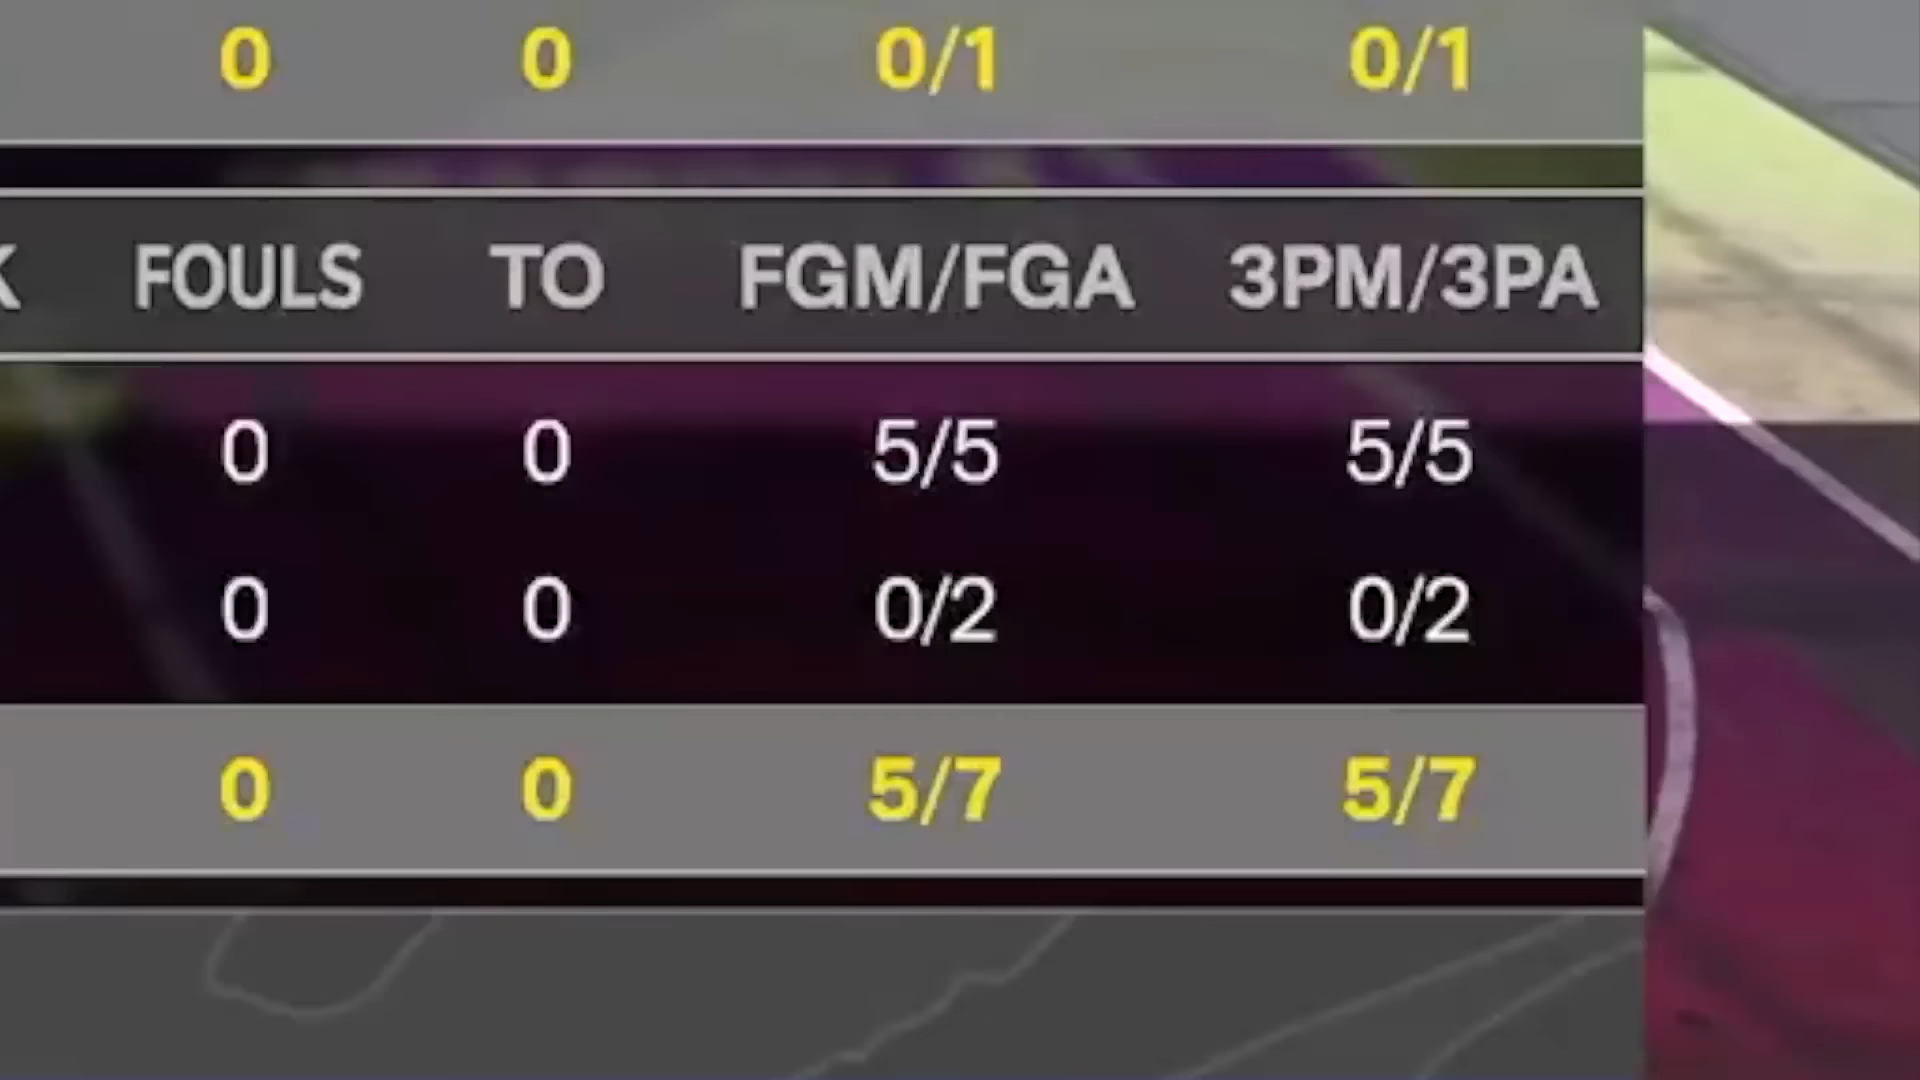 0 0 0/1 0/1
K FOULS TO FGM/FGA 3PM/3PA
0 0 5/5 5/5
0 0 0/2 0/2
0 0 5/7 5/7